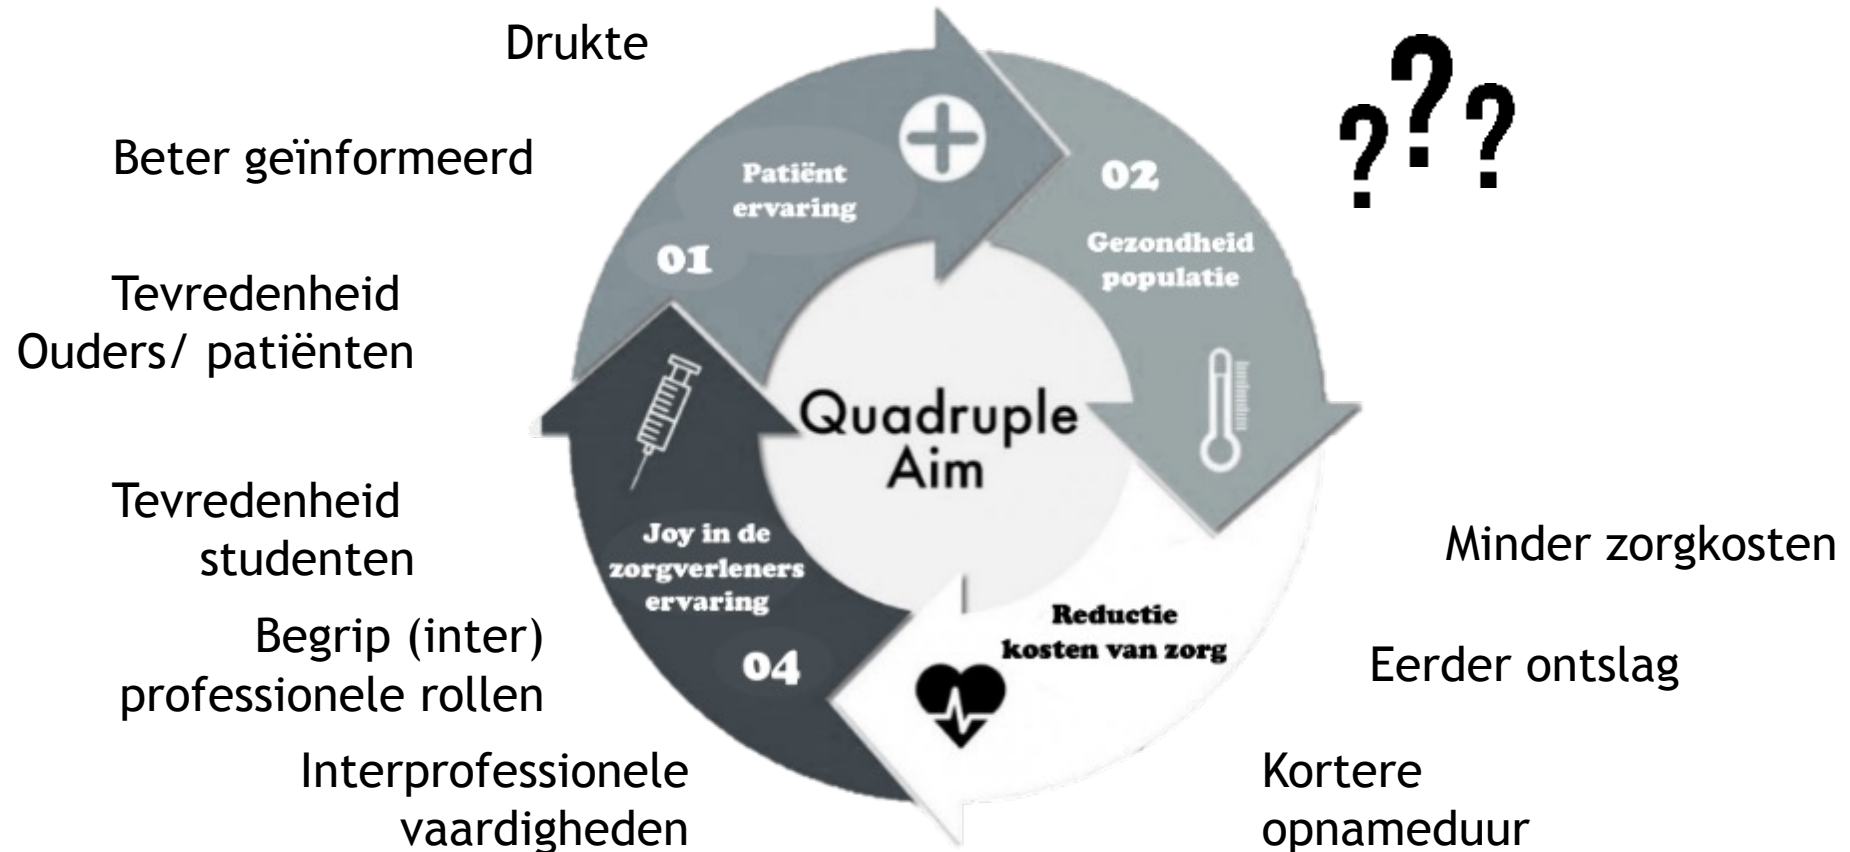 Drukte
Beter geïnformeerd
Tevredenheid
Ouders/ patiënten
Tevredenheid
studenten
Begrip (inter)
professionele rollen
Interprofessionele
vaardigheden
Patiënt
ervaring
01
02
Gezondheid
populatie
Quadruple
Aim
Joy in de
zorgverleners
ervaring
04
Reductie
kosten van zorg
???
Minder zorgkosten
Eerder ontslag
Kortere
opnameduur